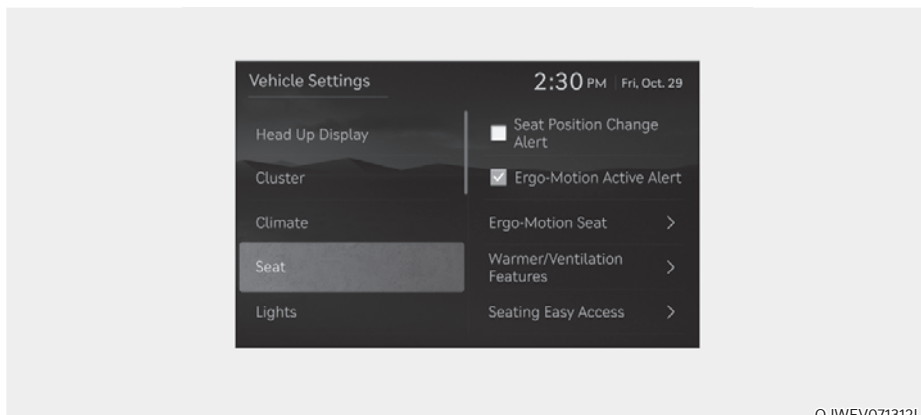 Vehicle Settings
2:30 PM Fri, Oct. 29
Head Up Display
Cluster
Climate
Seat
Lights
Seat Position Change
Alert
Ergo-Motion Active Alert
Ergo-Motion Seat
Warmer/Ventilation
Features
Seating Easy Access